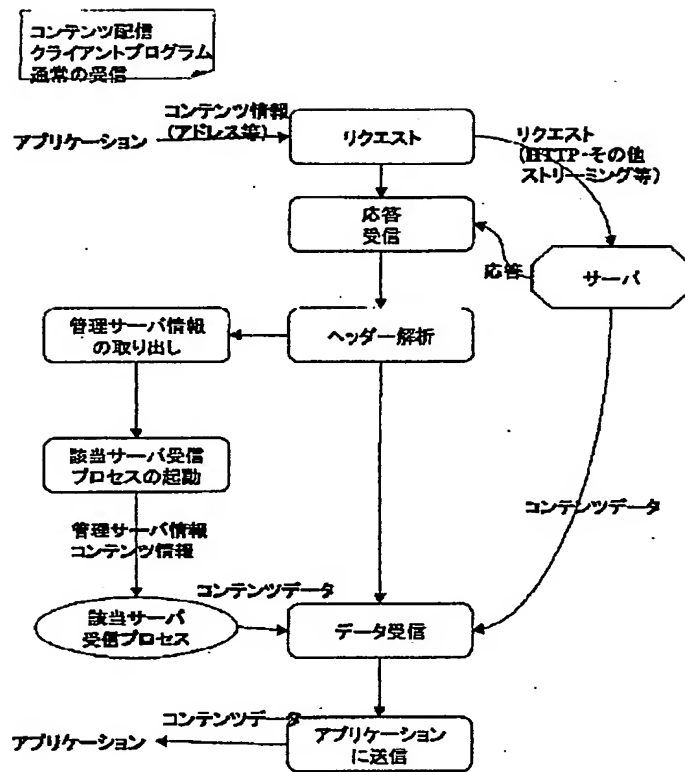 コンテンツ配信
クライアントプログラム
通常の受信
コンテンツ情報
(アドレス等)
アプリケーション
リクエスト
リクエスト
(HTTP・その他
ストリーミング等)
応答
受信
応答
サーバ
管理サーバ情報
の取り出し
ヘッダー解析
該当サーバ受信
プロセスの起動
管理サーバ情報
コンテンツ情報
コンテンツデータ
コンテンツデータ
該当サーバ
受信プロセス
データ受信
コンテンツデータ
アプリケーション
アプリケーション
に送信